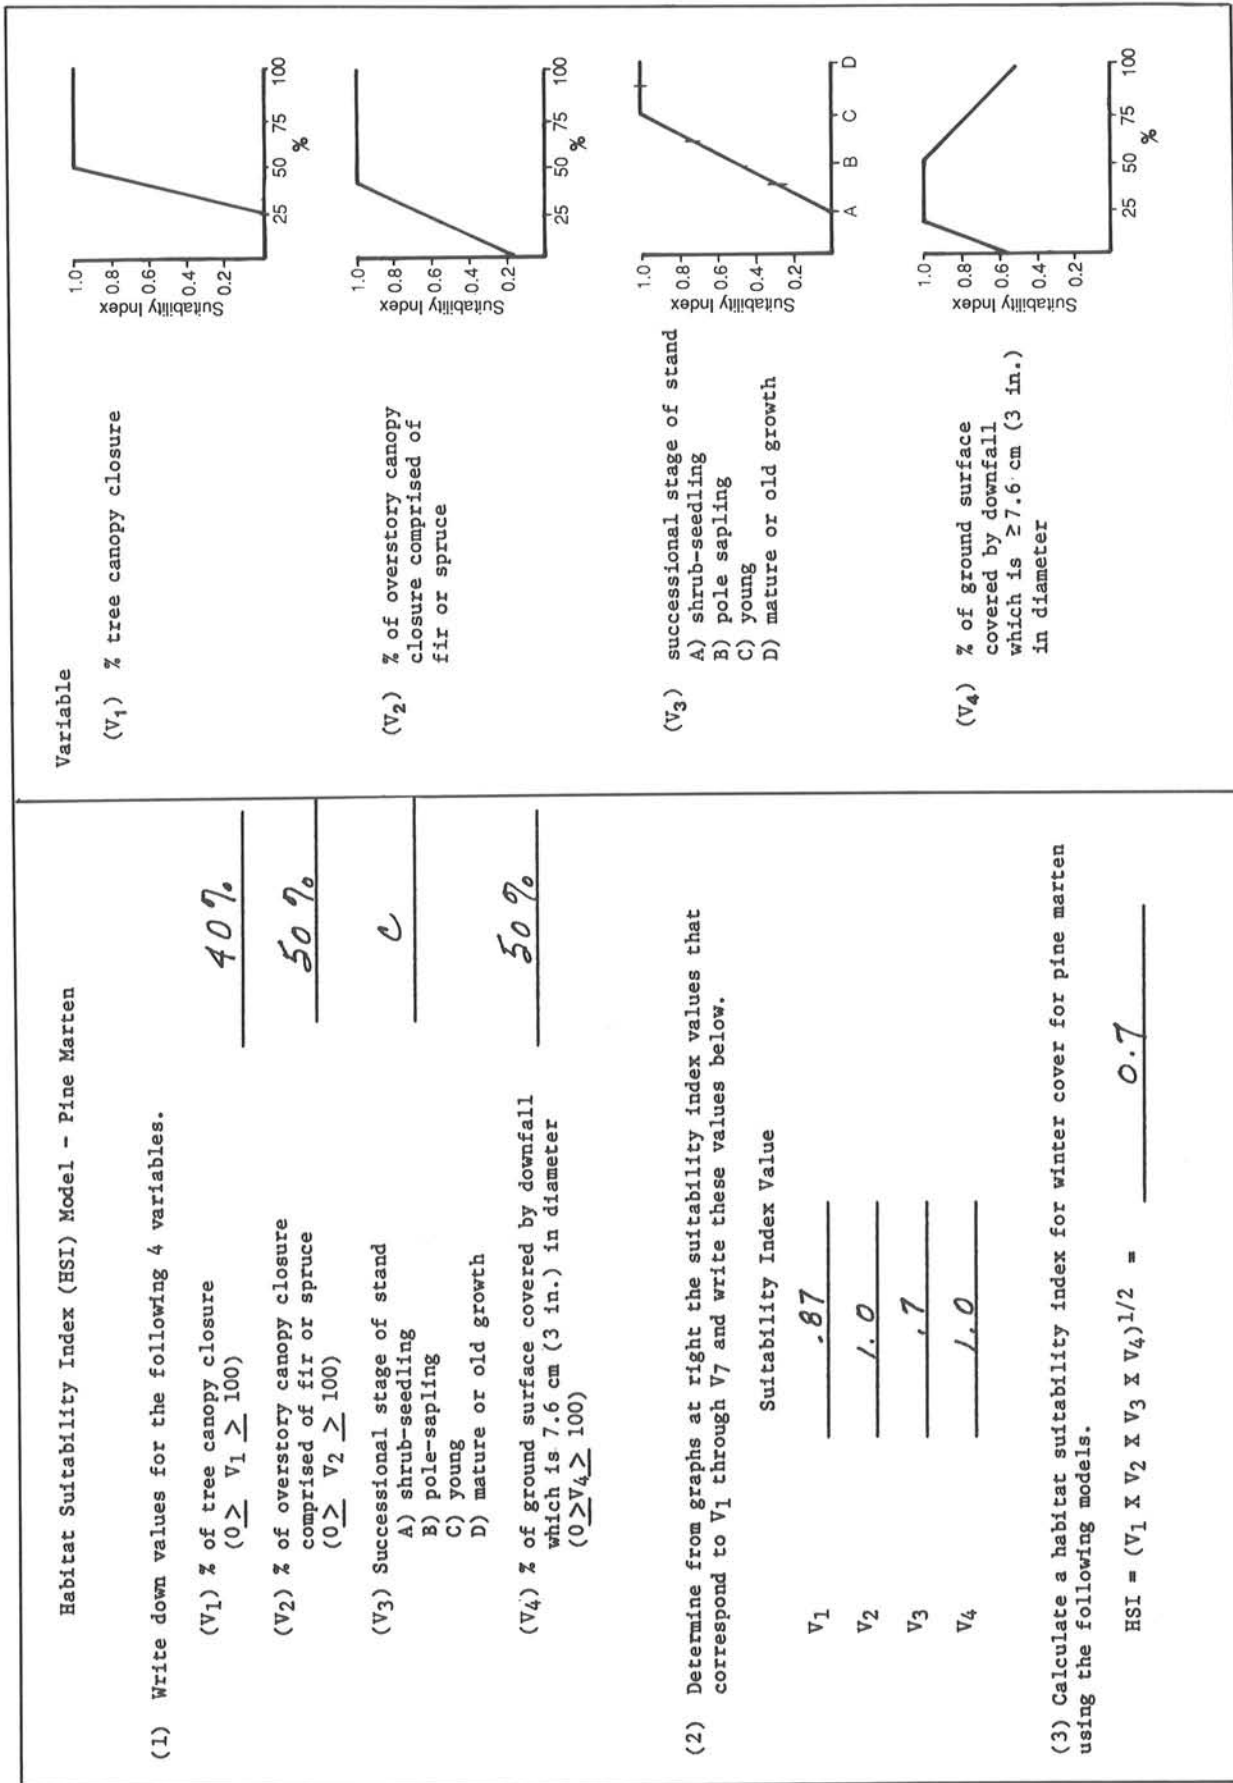 Habitat Suitability Index (HSI) Model - Pine Marten
(1) Write down values for the following 4 variables.
(V1) % of tree canopy closure
(0≥ V1 ≥ 100)
40%
(V2) % of overstory canopy closure
comprised of fir or spruce
(0≥ V2 ≥ 100)
50%
(V3) Successional stage of stand
A) shrub-seedling
B) pole-sapling
C) young
D) mature or old growth
C
(V4) % of ground surface covered by downfall
which is 7.6 cm (3 in.) in diameter
(0≥V4≥ 100)
50%
(2) Determine from graphs at right the suitability index values that
correspond to V1 through V7 and write these values below.
Suitability Index Value
V1 .87
V2 1.0
V3 .7
V4 1.0
(3) Calculate a habitat suitability index for winter cover for pine marten
using the following models.
HSI = (V1 X V2 X V3 X V4)1/2 = 0.7
Variable
(V1) % tree canopy closure
Suitability Index
1.0
0.8
0.6
0.4
0.2
25 50 75 100
%
(V2) % of overstory canopy
closure comprised of
fir or spruce
Suitability Index
1.0
0.8
0.6
0.4
0.2
25 50 75 100
%
(V3) successional stage of stand
A) shrub-seedling
B) pole sapling
C) young
D) mature or old growth
Suitability Index
1.0
0.8
0.6
0.4
0.2
A B C D
(V4) % of ground surface
covered by downfall
which is ≥7.6 cm (3 in.)
in diameter
Suitability Index
1.0
0.8
0.6
0.4
0.2
25 50 75 100
%